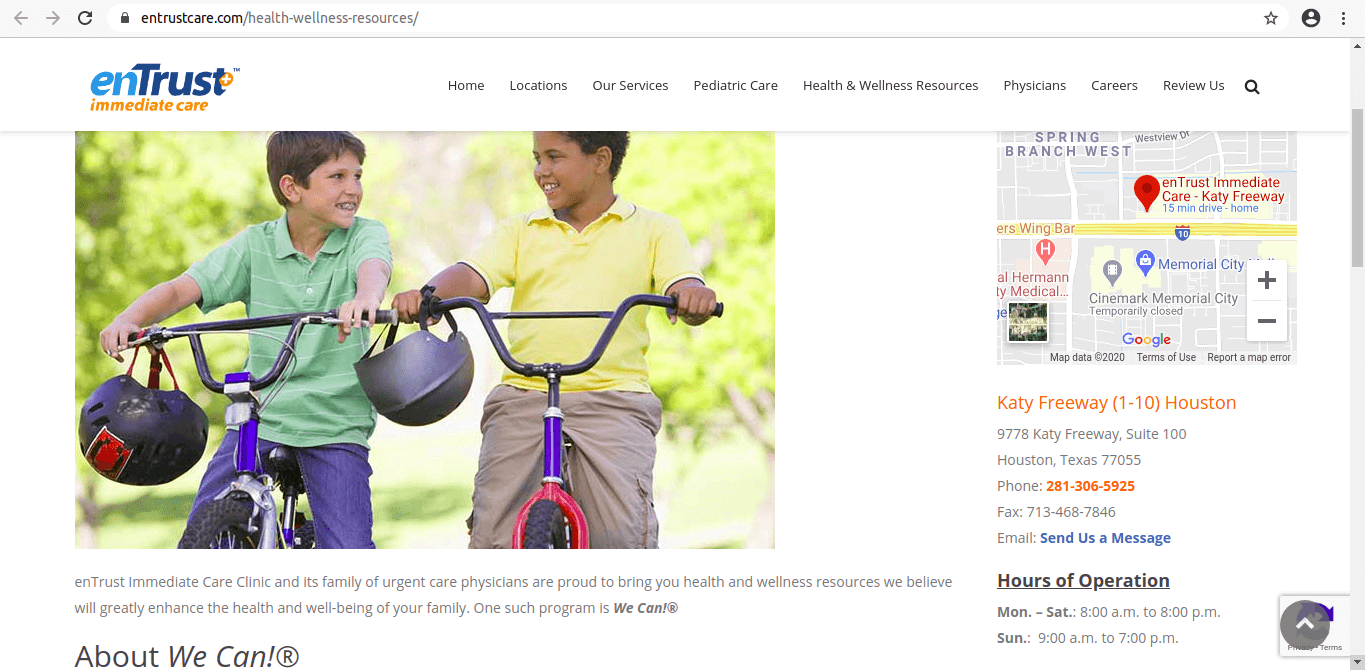 entrustcare.com/health-wellness-resources/
enTrust™
immediate care
Home Locations Our Services Pediatric Care Health & Wellness Resources Physicians Careers Review Us
SPRING
BRANCH WEST
Westview Dr
enTrust Immediate
Care - Katy Freeway
15 min drive - home
ers Wing Bar
10
H
Memorial City
al Hermann
ty Medical...
Cinemark Memorial City
Temporarily closed
Google
Map data ©2020 Terms of Use Report a map error
Katy Freeway (1-10) Houston
9778 Katy Freeway, Suite 100
Houston, Texas 77055
Phone: 281-306-5925
Fax: 713-468-7846
Email: Send Us a Message
Hours of Operation
Mon. – Sat.: 8:00 a.m. to 8:00 p.m.
Sun.: 9:00 a.m. to 7:00 p.m.
Privacy - Terms
enTrust Immediate Care Clinic and its family of urgent care physicians are proud to bring you health and wellness resources we believe
will greatly enhance the health and well-being of your family. One such program is We Can!®
About We Can!®